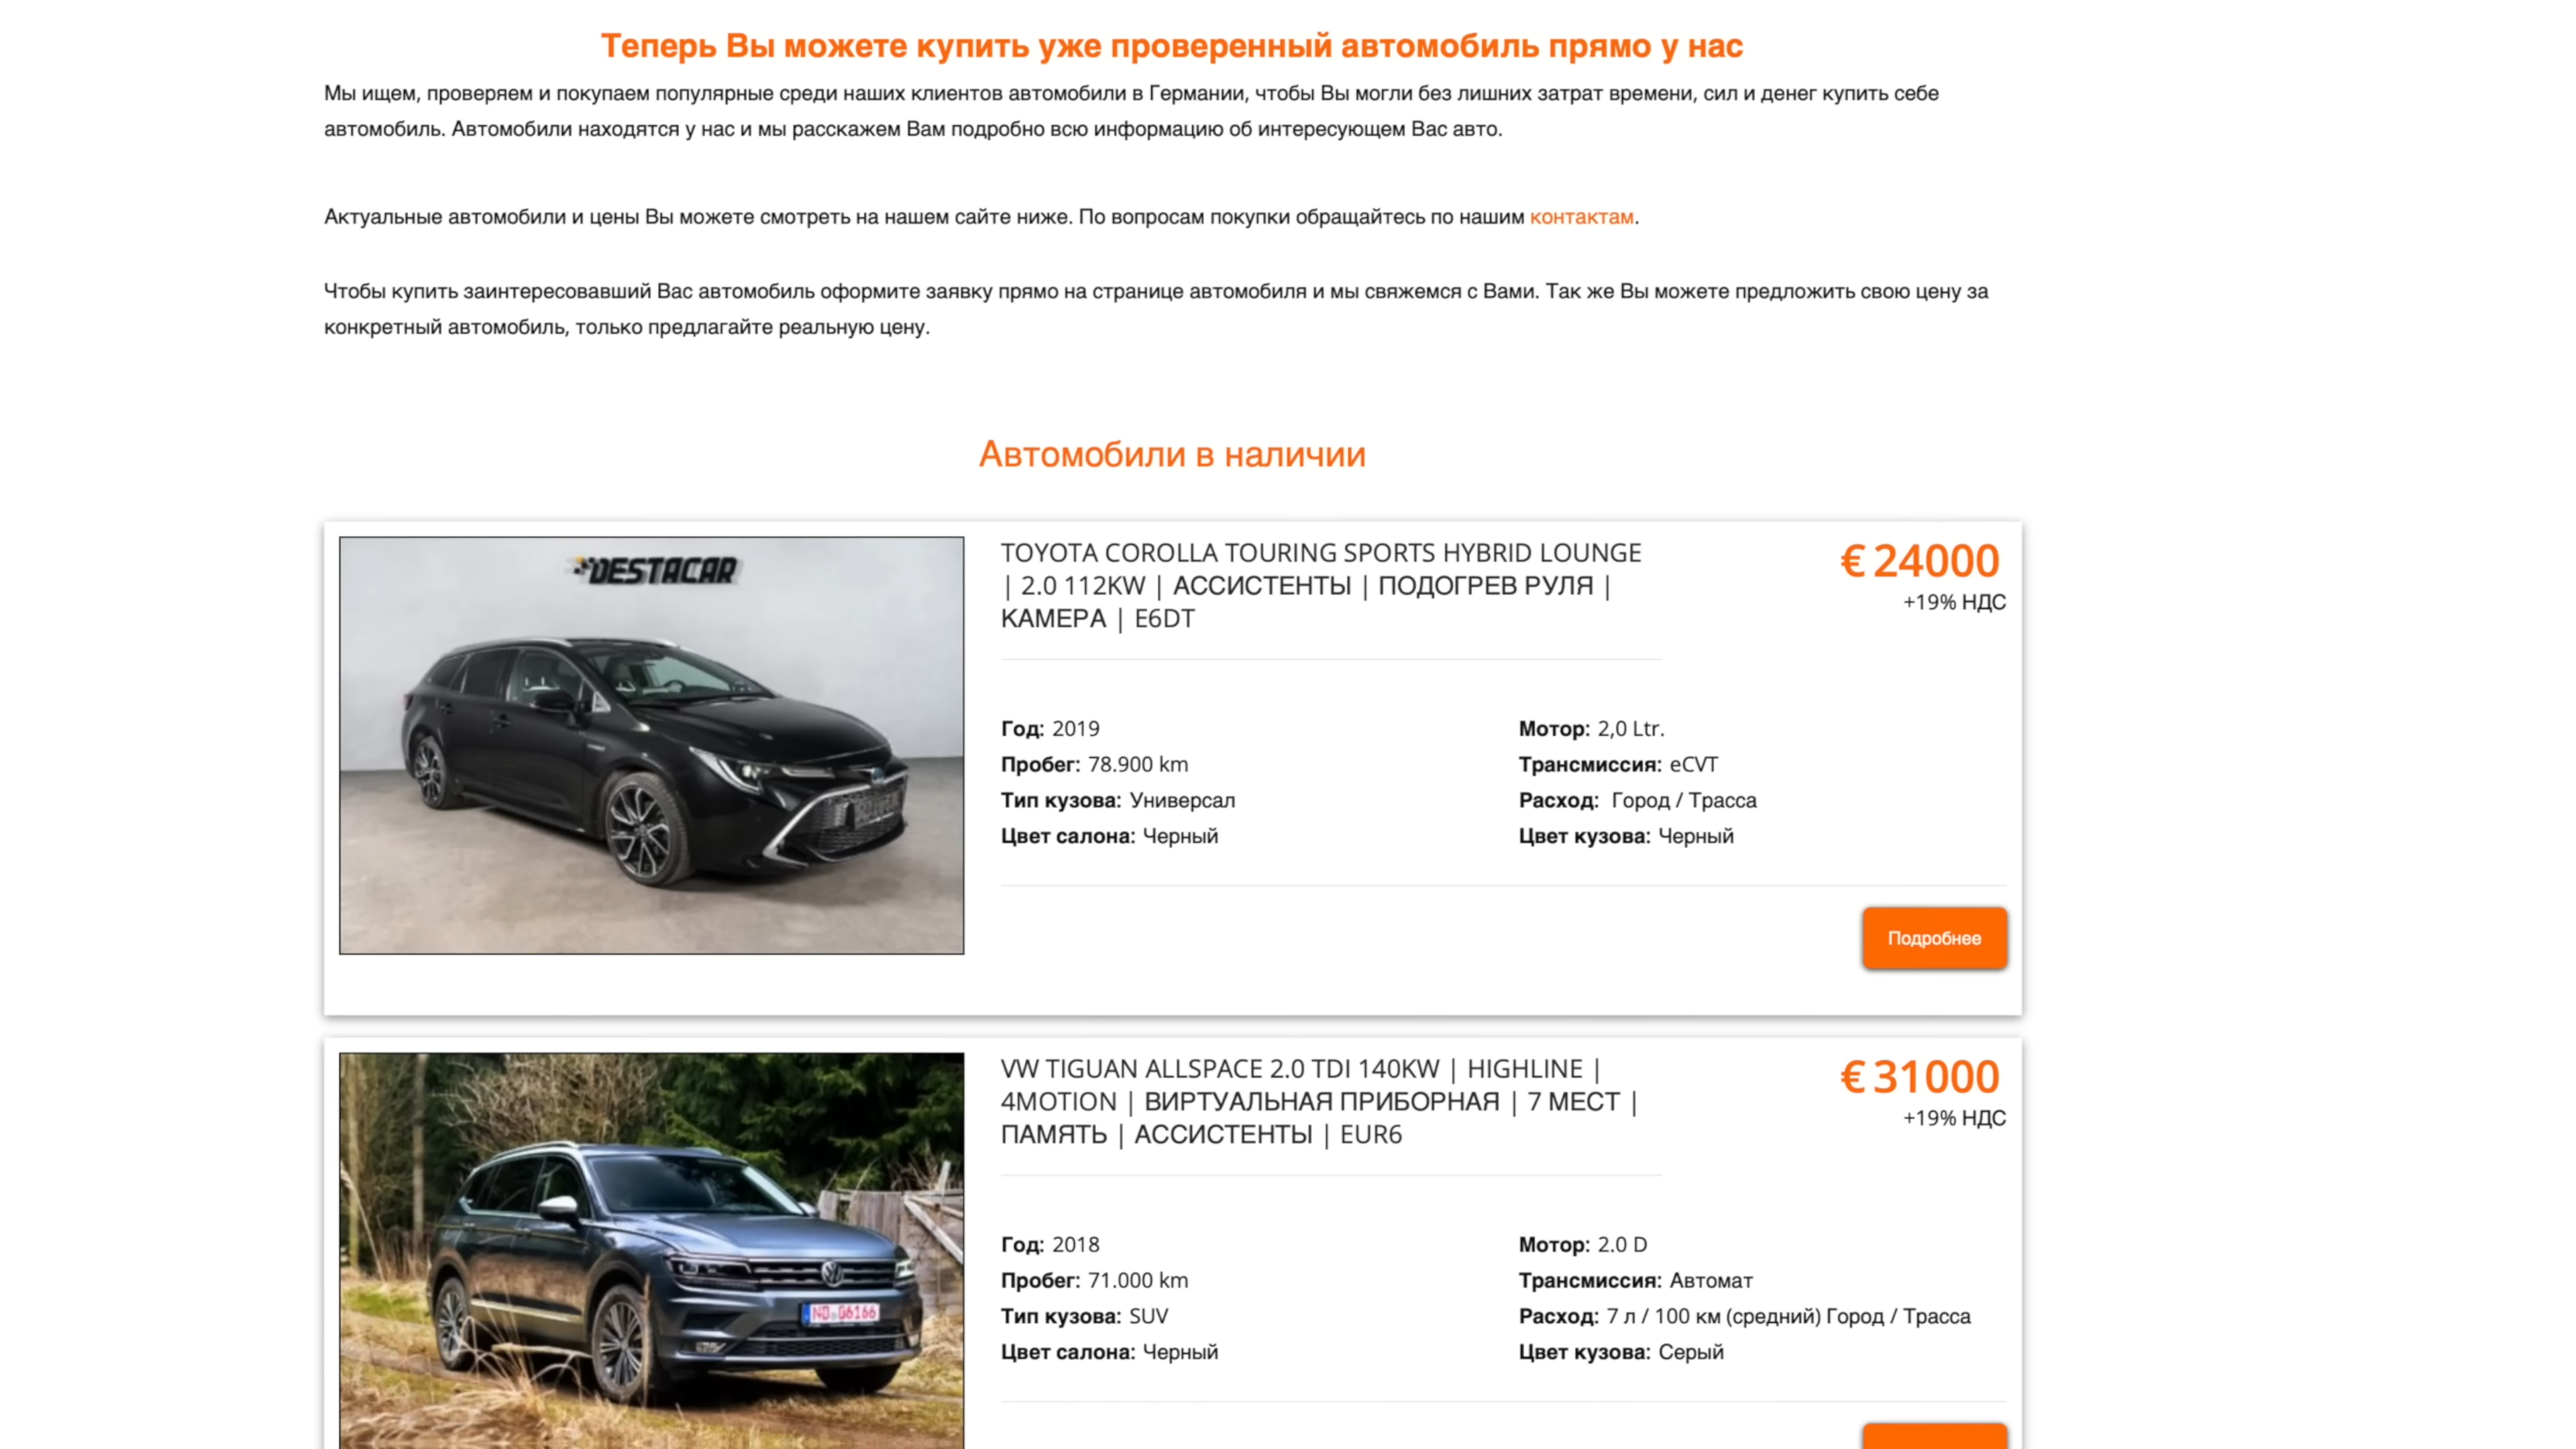 Теперь Вы можете купить уже проверенный автомобиль прямо у нас
Мы ищем, проверяем и покупаем популярные среди наших клиентов автомобили в Германии, чтобы Вы могли без лишних затрат времени, сил и денег купить себе
автомобиль. Автомобили находятся у нас и мы расскажем Вам подробно всю информацию об интересующем Вас авто.
Актуальные автомобили и цены Вы можете смотреть на нашем сайте ниже. По вопросам покупки обращайтесь по нашим контактам.
Чтобы купить заинтересовавший Вас автомобиль оформите заявку прямо на странице автомобиля и мы свяжемся с Вами. Так же Вы можете предложить свою цену за
конкретный автомобиль, только предлагайте реальную цену.
Автомобили в наличии
DESTACAR
TOYOTA COROLLA TOURING SPORTS HYBRID LOUNGE
| 2.0 112KW | АССИСТЕНТЫ | ПОДОГРЕВ РУЛЯ |
КАМЕРА | E6DT
€ 24000
+19% НДС
Год: 2019
Мотор: 2,0 Ltr.
Пробег: 78.900 km
Трансмиссия: eCVT
Тип кузова: Универсал
Расход: Город / Трасса
Цвет салона: Черный
Цвет кузова: Черный
Подробнее
VW TIGUAN ALLSPACE 2.0 TDI 140KW | HIGHLINE |
4MOTION | ВИРТУАЛЬНАЯ ПРИБОРНАЯ | 7 МЕСТ |
ПАМЯТЬ | АССИСТЕНТЫ | EUR6
€ 31000
+19% НДС
ND 06166
Год: 2018
Мотор: 2.0 D
Пробег: 71.000 km
Трансмиссия: Автомат
Тип кузова: SUV
Расход: 7 л / 100 км (средний) Город / Трасса
Цвет салона: Черный
Цвет кузова: Серый